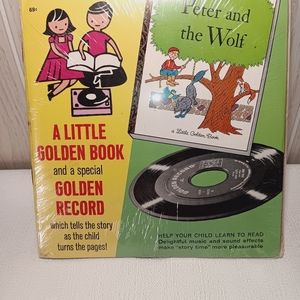 69¢
Peter and
the Wolf
a Little Golden Book
A LITTLE
GOLDEN BOOK
and a special
GOLDEN
RECORD
which tells the story
as the child
turns the pages!
HELP YOUR CHILD LEARN TO READ
Delightful music and sound effects
make "story time" more pleasurable